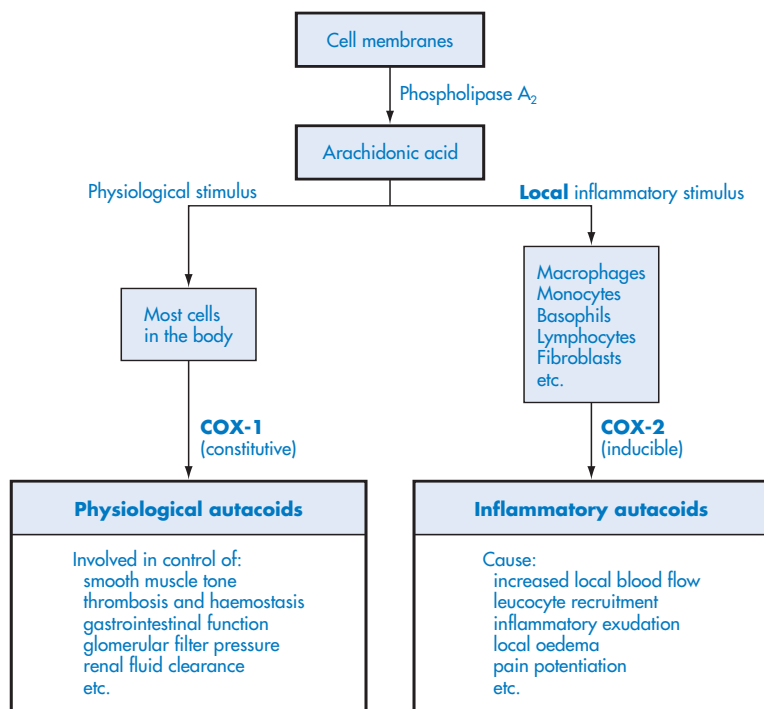 Cell membranes
Phospholipase A₂
Arachidonic acid
Physiological stimulus
Local inflammatory stimulus
Most cells
in the body
Macrophages
Monocytes
Basophils
Lymphocytes
Fibroblasts
etc.
COX-1
(constitutive)
COX-2
(inducible)
Physiological autacoids
Involved in control of:
smooth muscle tone
thrombosis and haemostasis
gastrointestinal function
glomerular filter pressure
renal fluid clearance
etc.
Inflammatory autacoids
Cause:
increased local blood flow
leucocyte recruitment
inflammatory exudation
local oedema
pain potentiation
etc.